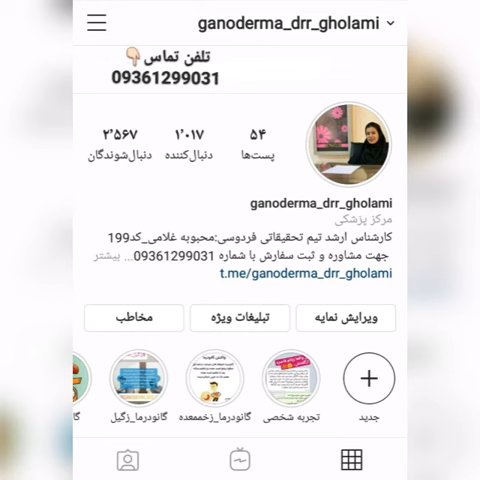 ganoderma_drr_gholami
تلفن تماس👇🏻
09361299031
۵۴ ۱٬۰۱۷ ۲٬۵۶۷
پست‌ها دنبال‌کننده دنبال‌شوندگان
ganoderma_drr_gholami
مرکز پزشکی
کارشناس ارشد تیم تحقیقاتی فردوسی:محبوبه غلامی_کد199
جهت مشاوره و ثبت سفارش با شماره 09361299031... بیشتر
t.me/ganoderma_drr_gholami
ویرایش نمایه تبلیغات ویژه مخاطب
جدید تجربه شخصی گانودرما_زخممعده گانودرما_زگیل گا